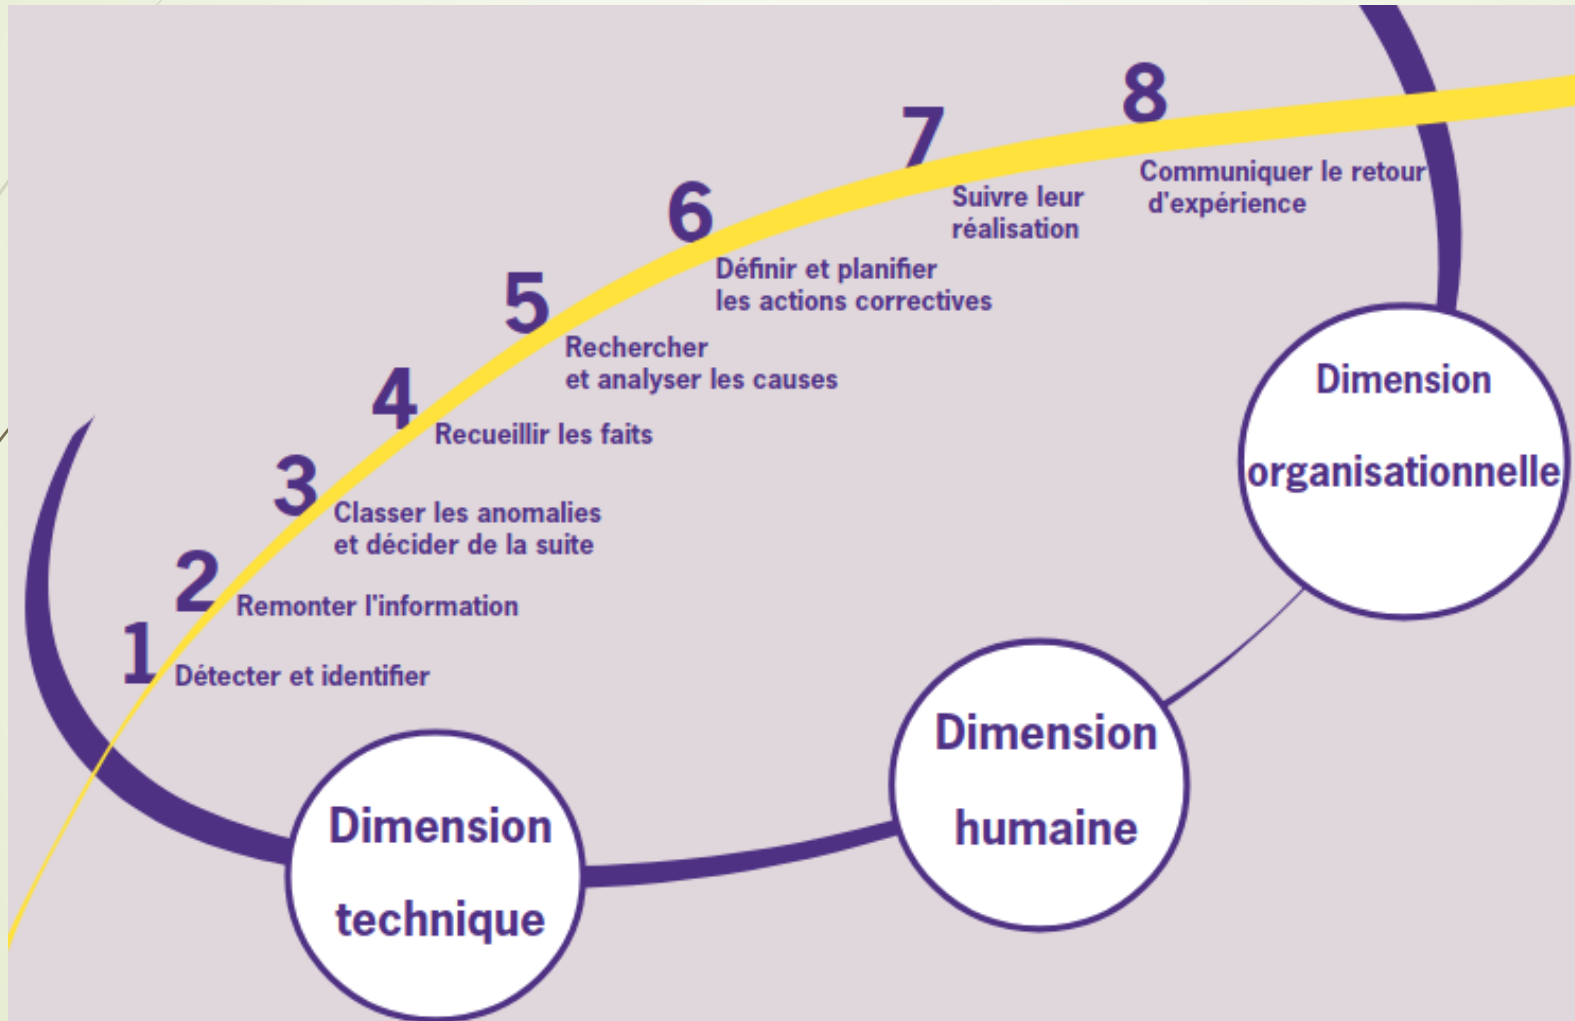 1
Détecter et identifier
2
Remonter l'information
3
Classer les anomalies
et décider de la suite
4
Recueillir les faits
5
Rechercher
et analyser les causes
6
Définir et planifier
les actions correctives
7
Suivre leur
réalisation
8
Communiquer le retour
d'expérience
Dimension
technique
Dimension
humaine
Dimension
organisationnelle